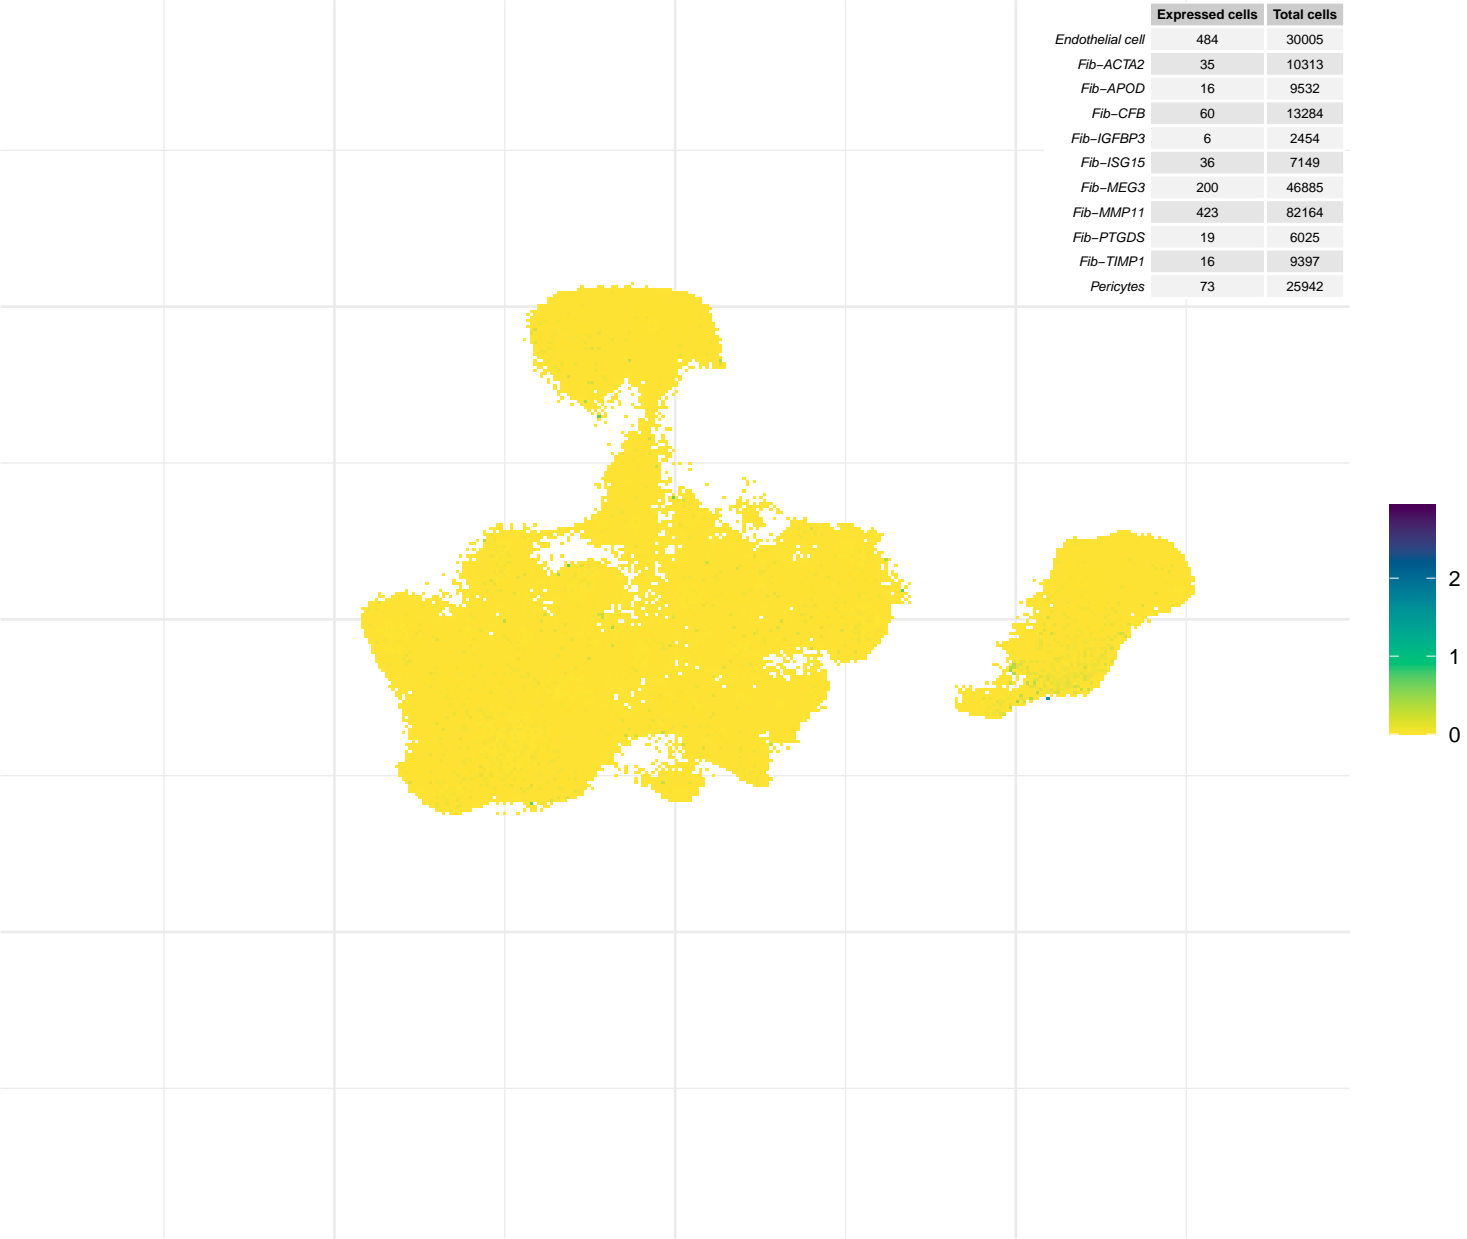 Expressed cells Total cells
Endothelial cell 484 30005
Fib−ACTA2 35 10313
Fib−APOD 16 9532
Fib−CFB 60 13284
Fib−IGFBP3 6 2454
Fib−ISG15 36 7149
Fib−MEG3 200 46885
Fib−MMP11 423 82164
Fib−PTGDS 19 6025
Fib−TIMP1 16 9397
Pericytes 73 25942
2
1
0